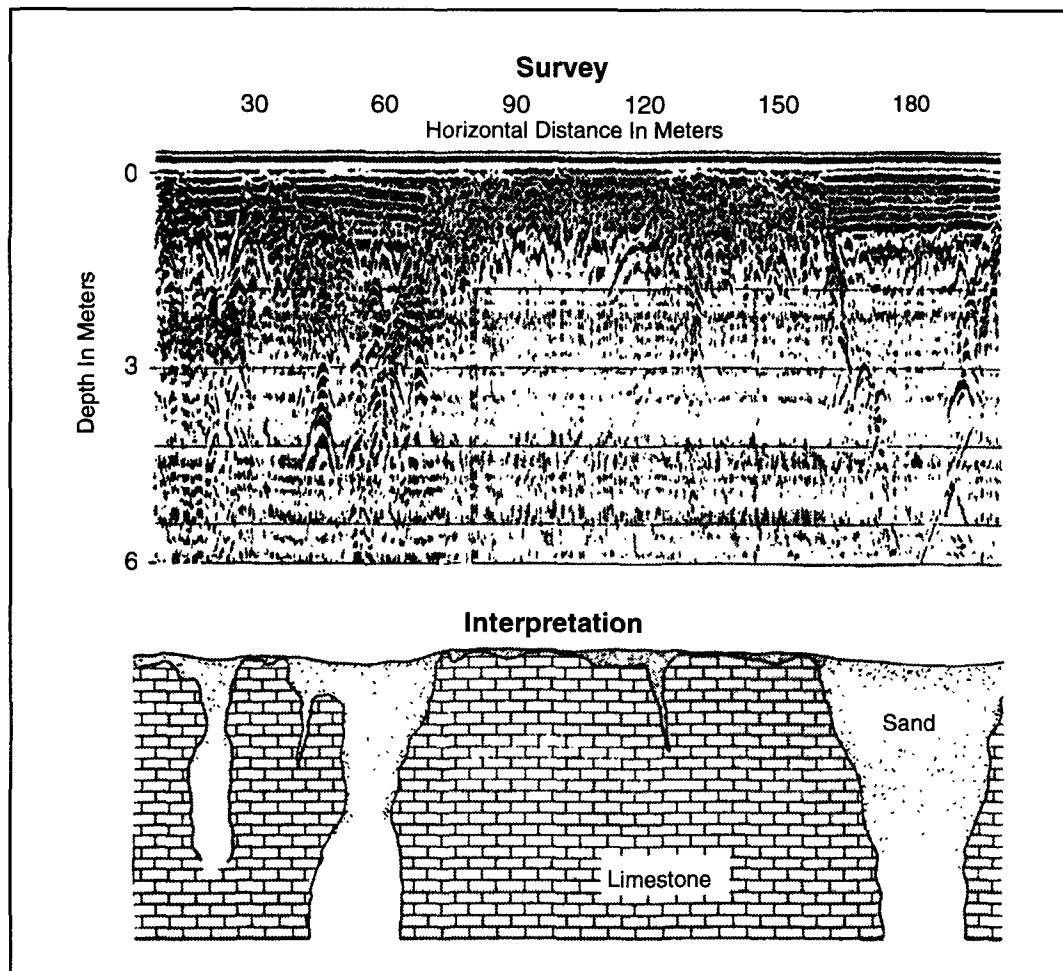 Survey
30 60 90 120 150 180
Horizontal Distance In Meters
0
Depth In Meters
3
6
Interpretation
Sand
Limestone